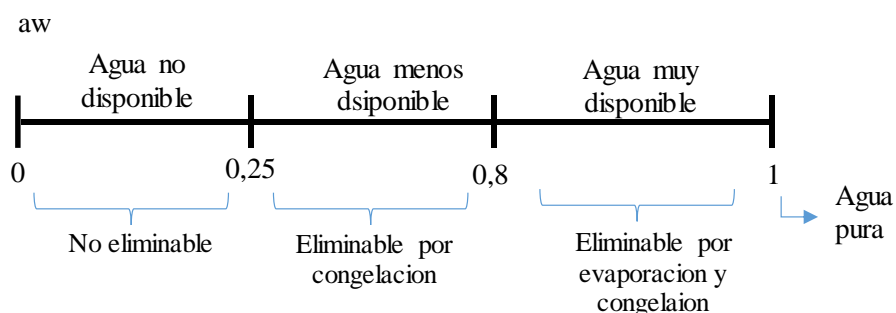 aw
Agua no
disponible
Agua menos
dsiponible
Agua muy
disponible
0
0,25
0,8
1
Agua
pura
No eliminable
Eliminable por
congelacion
Eliminable por
evaporacion y
congelaion